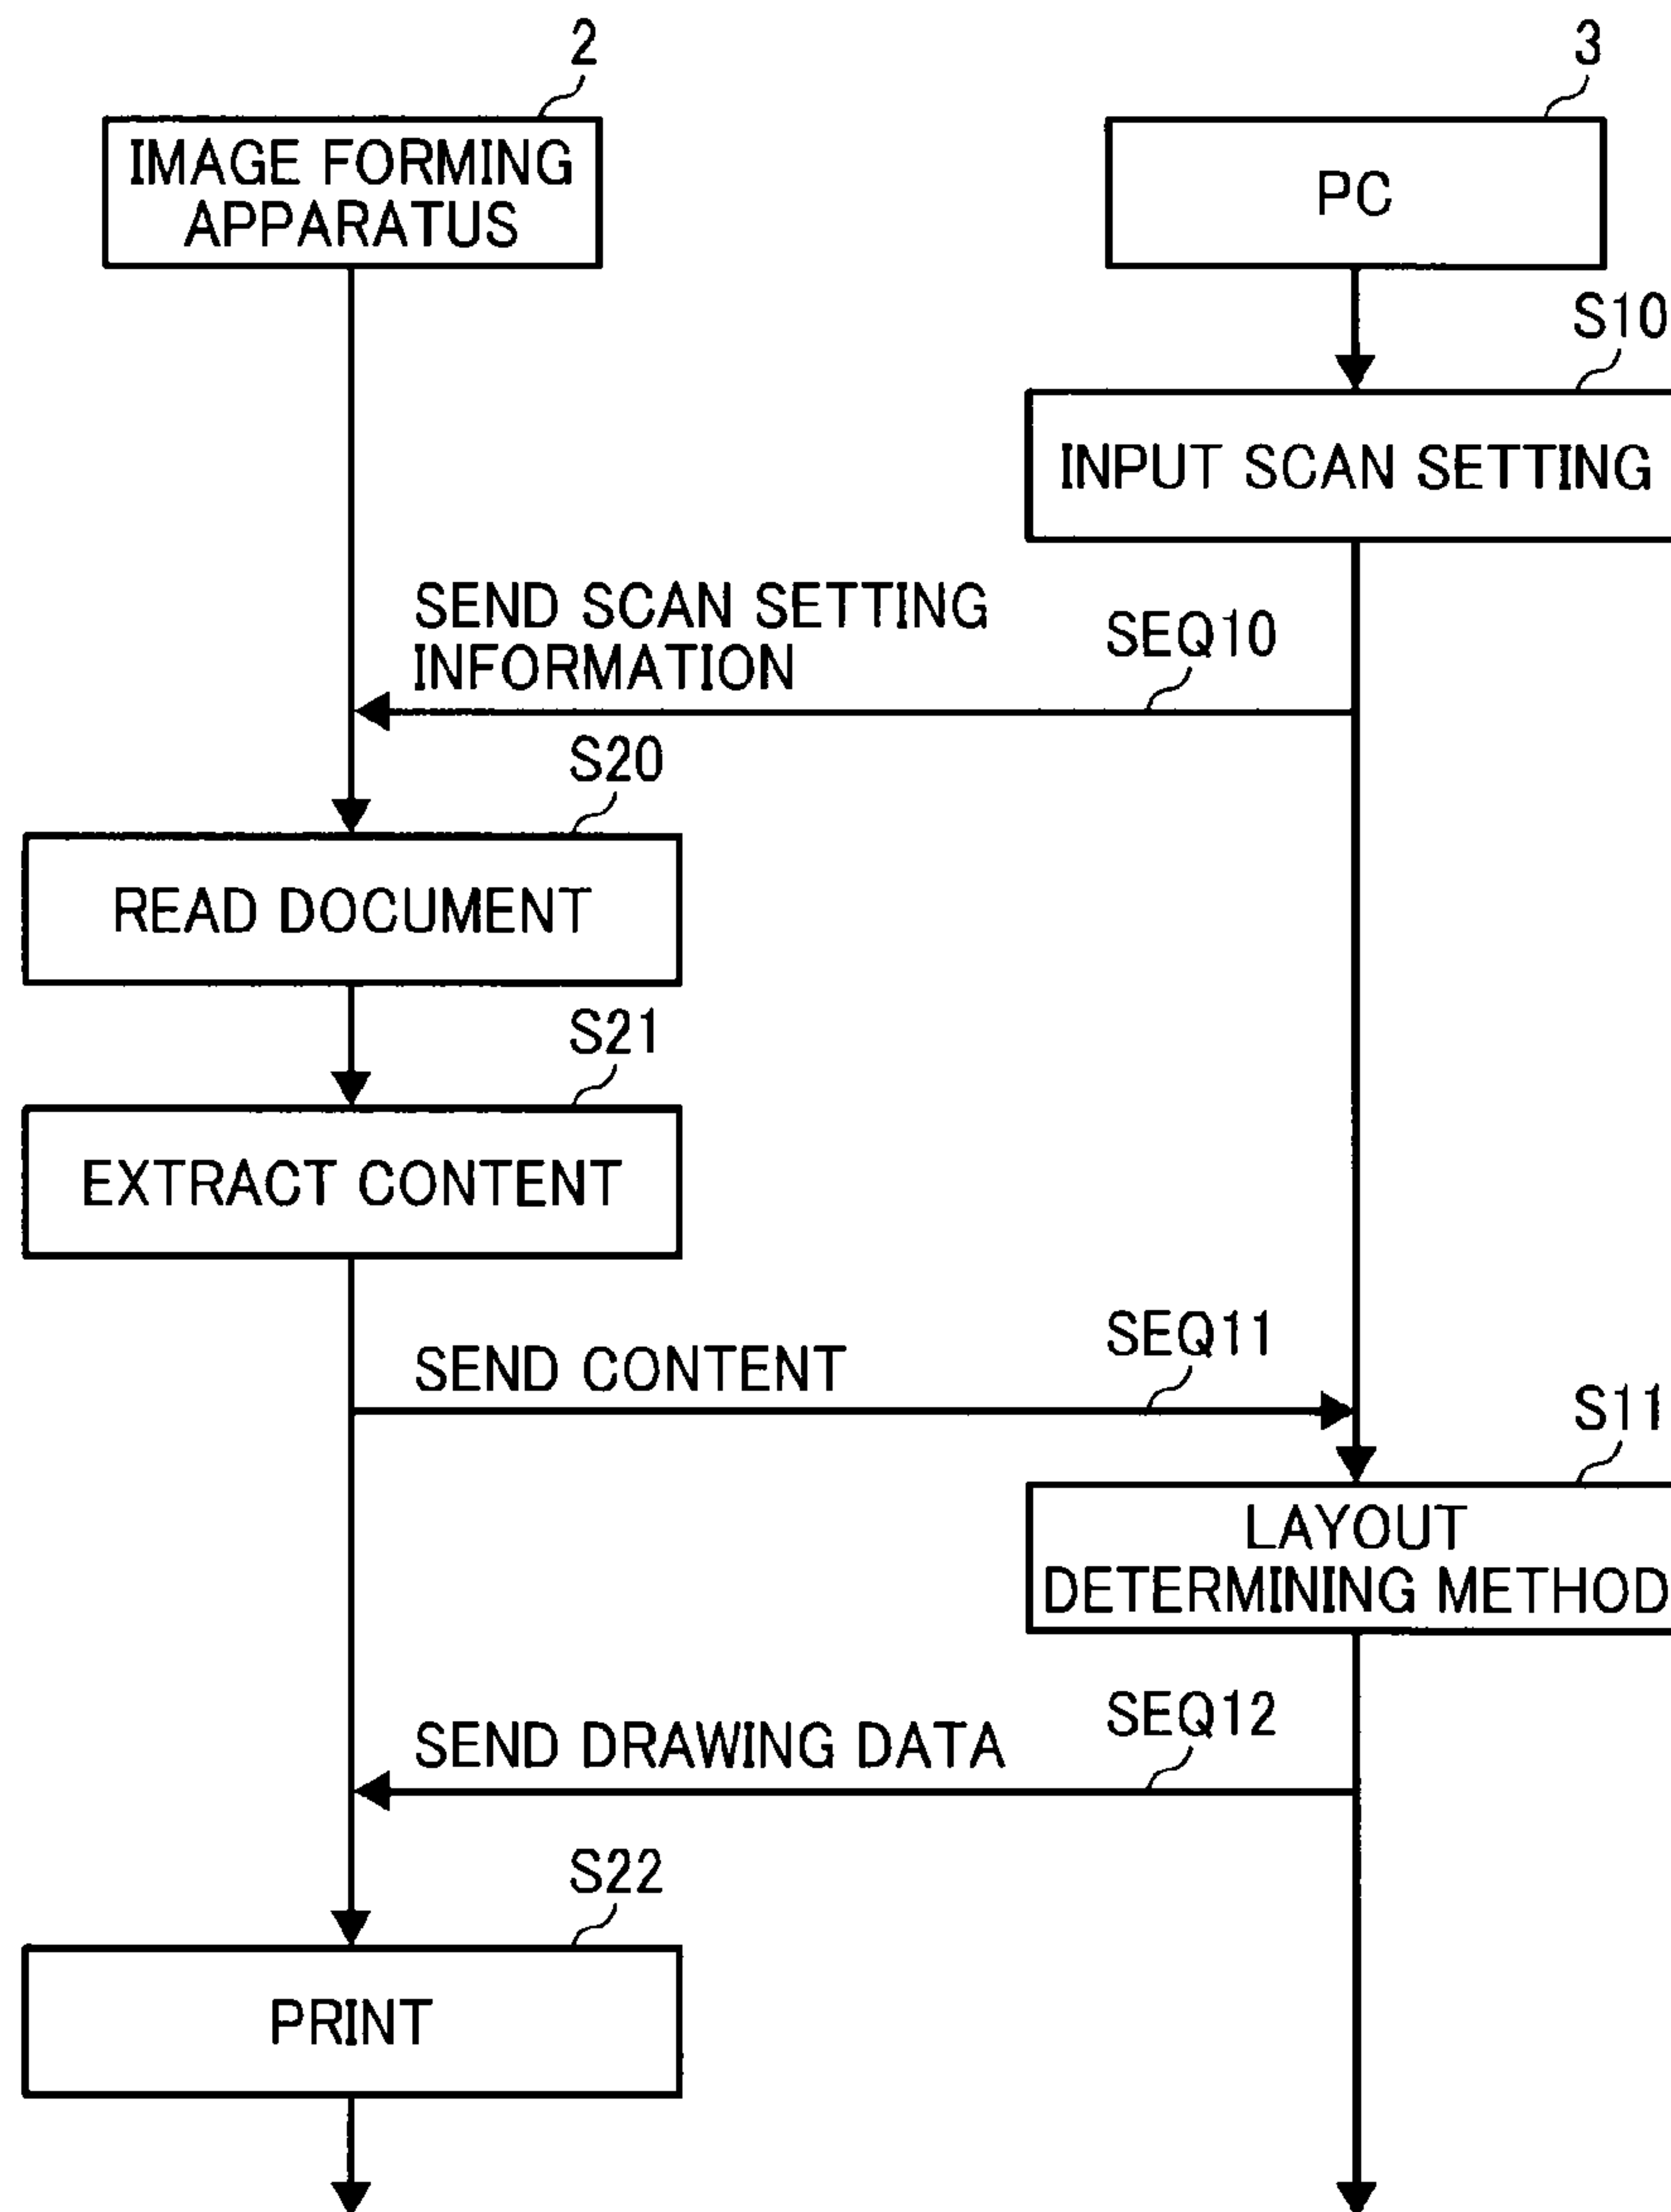 2
3
IMAGE FORMING
APPARATUS
PC
S10
INPUT SCAN SETTING
SEND SCAN SETTING
INFORMATION
SEQ10
S20
READ DOCUMENT
S21
EXTRACT CONTENT
SEND CONTENT
SEQ11
S11
LAYOUT
DETERMINING METHOD
SEND DRAWING DATA
SEQ12
S22
PRINT